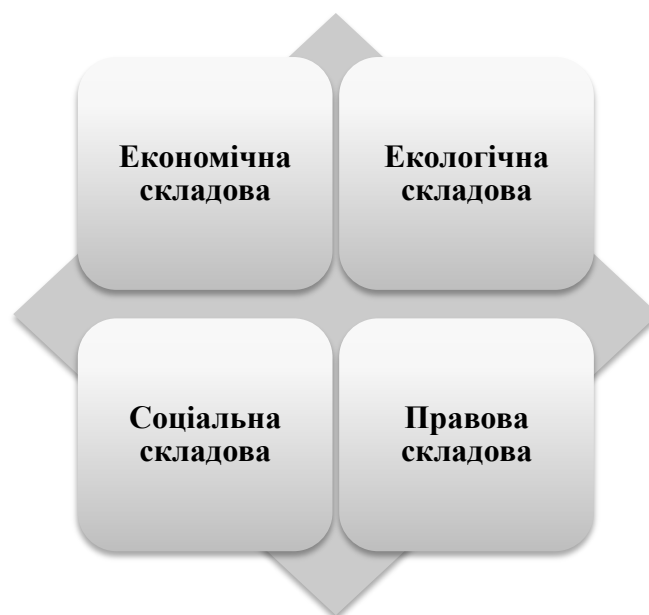 Економічна
складова
Екологічна
складова
Соціальна
складова
Правова
складова